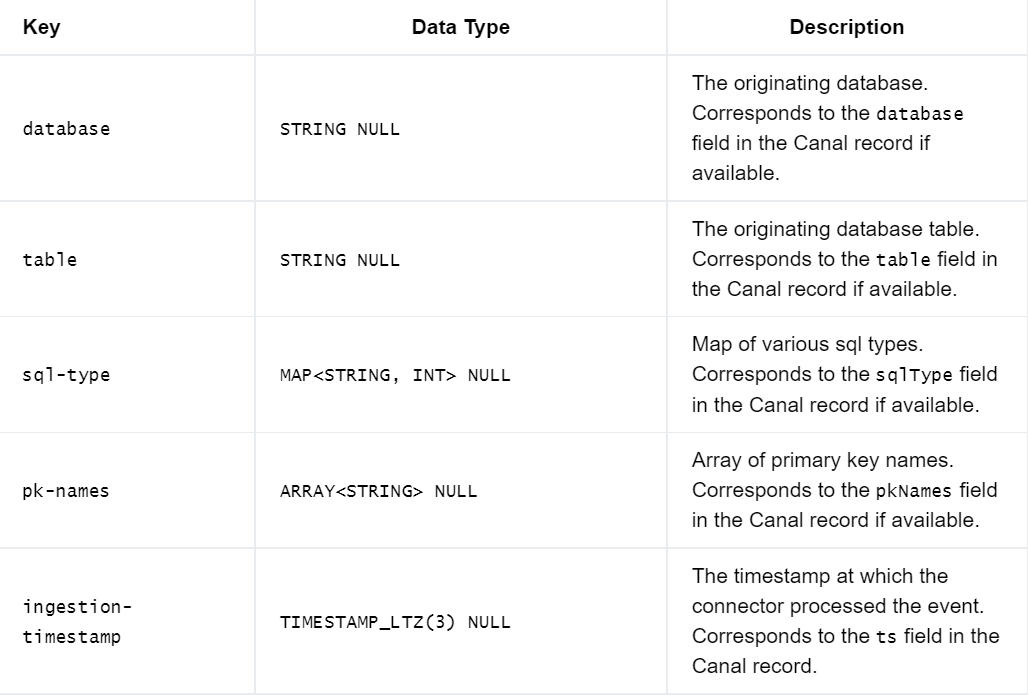 Key Data Type Description
The originating database.
Corresponds to the database
database STRING NULL
field in the Canal record if
available.
The originating database table.
table STRING NULL Corresponds to the table field in
the Canal record if available.
Map of various sql types.
sql-type MAP<STRING, INT> NULL Corresponds to the sqlType field
in the Canal record if available.
Array of primary key names.
pk-names ARRAY<STRING> NULL Corresponds to the pkNames field
in the Canal record if available.
The timestamp at which the
ingestion- connector processed the event.
timestamp TIMESTAMP_LTZ(3) NULL Corresponds to the ts field in the
Canal record.